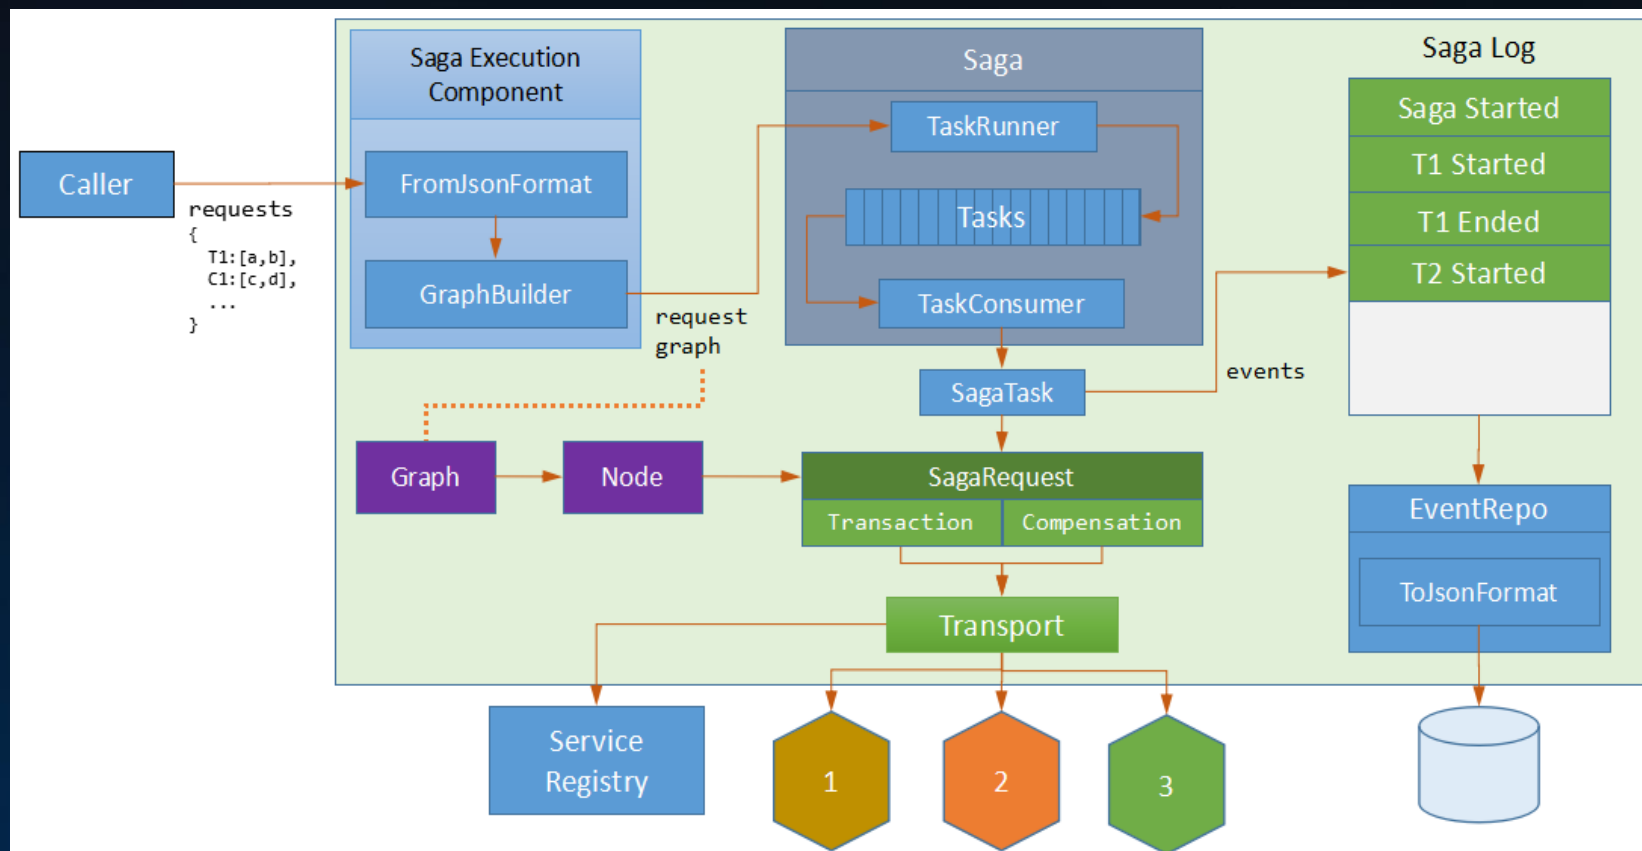 Saga Execution
Component
Saga
Saga Log
Caller
requests
{
T1:[a,b],
C1:[c,d],
...
}
FromJsonFormat
GraphBuilder
request
graph
TaskRunner
Tasks
TaskConsumer
SagaTask
events
Saga Started
T1 Started
T1 Ended
T2 Started
Graph
Node
SagaRequest
Transaction
Compensation
EventRepo
ToJsonFormat
Transport
Service
Registry
1
2
3